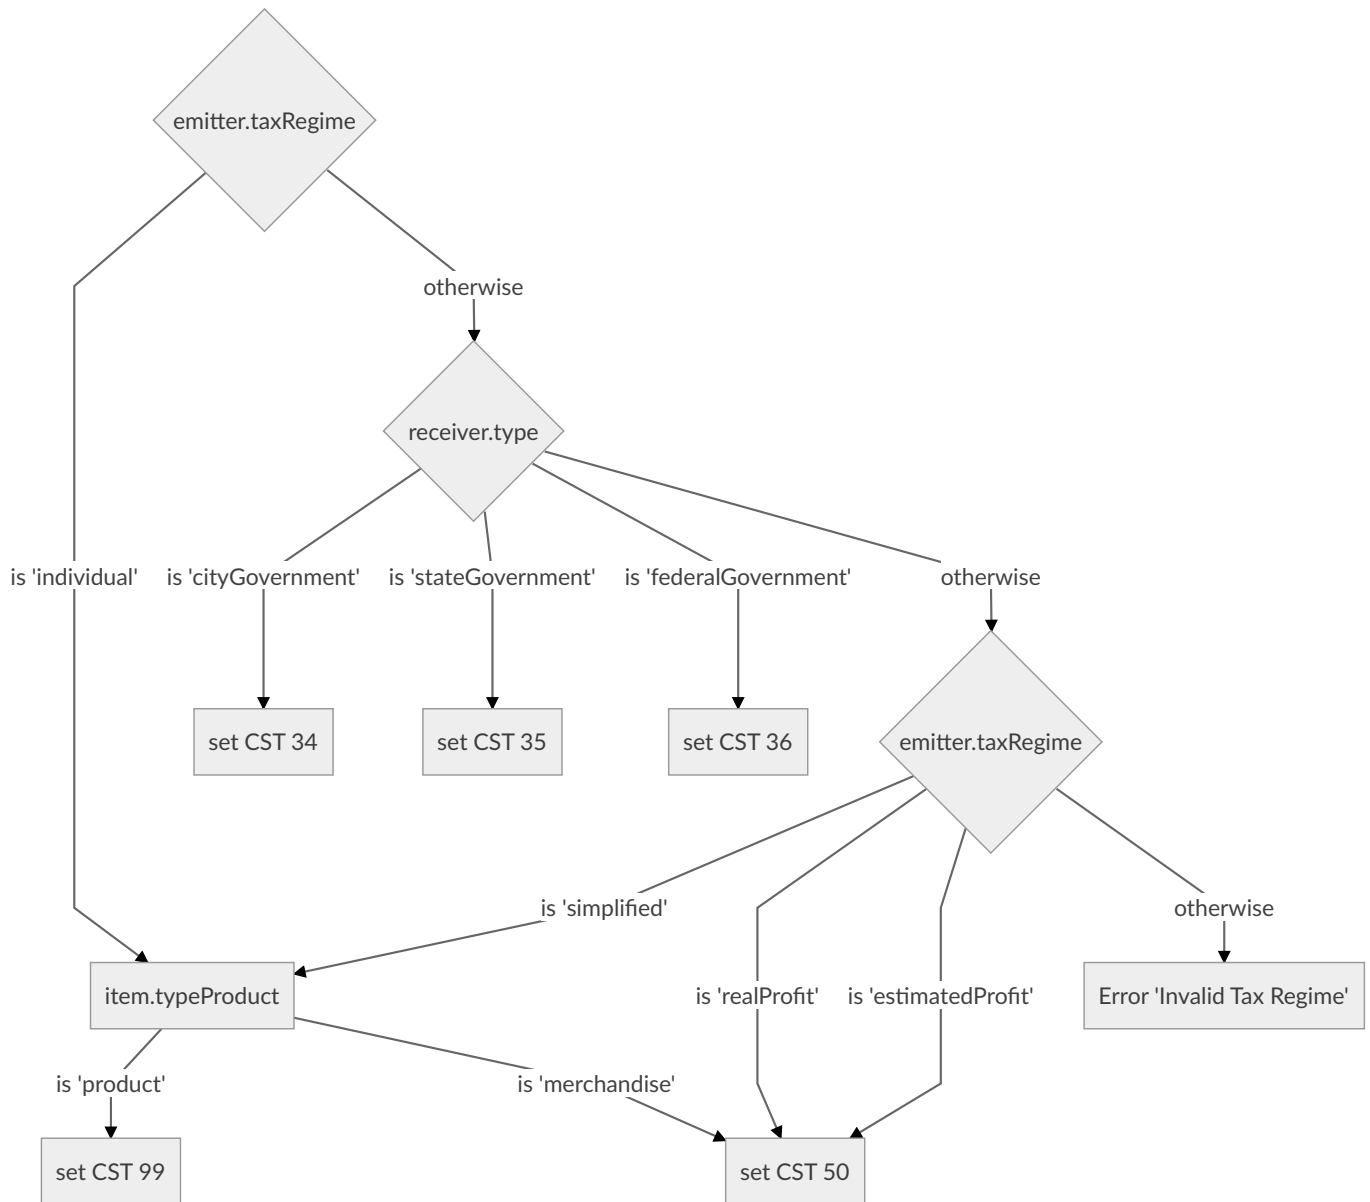 emitter.taxRegime
otherwise
receiver.type
is 'individual'
is 'cityGovernment'
is 'stateGovernment'
is 'federalGovernment'
otherwise
set CST 34
set CST 35
set CST 36
emitter.taxRegime
is 'simplified'
otherwise
item.typeProduct
is 'realProfit'
is 'estimatedProfit'
Error 'Invalid Tax Regime'
is 'product'
is 'merchandise'
set CST 99
set CST 50